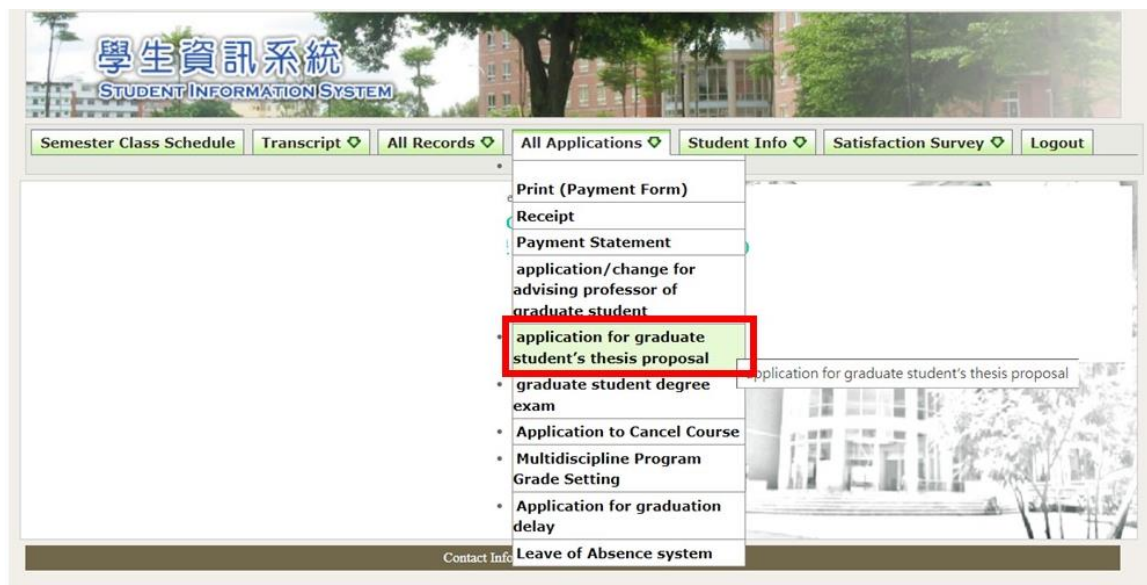 學生資訊系統
STUDENT INFORMATION SYSTEM
Semester Class Schedule Transcript All Records All Applications Student Info Satisfaction Survey Logout
Print (Payment Form)
Receipt
Payment Statement
application/change for
advising professor of
graduate student
application for graduate
student's thesis proposal
application for graduate student's thesis proposal
graduate student degree
exam
Application to Cancel Course
Multidiscipline Program
Grade Setting
Application for graduation
delay
Leave of Absence system
Contact Info